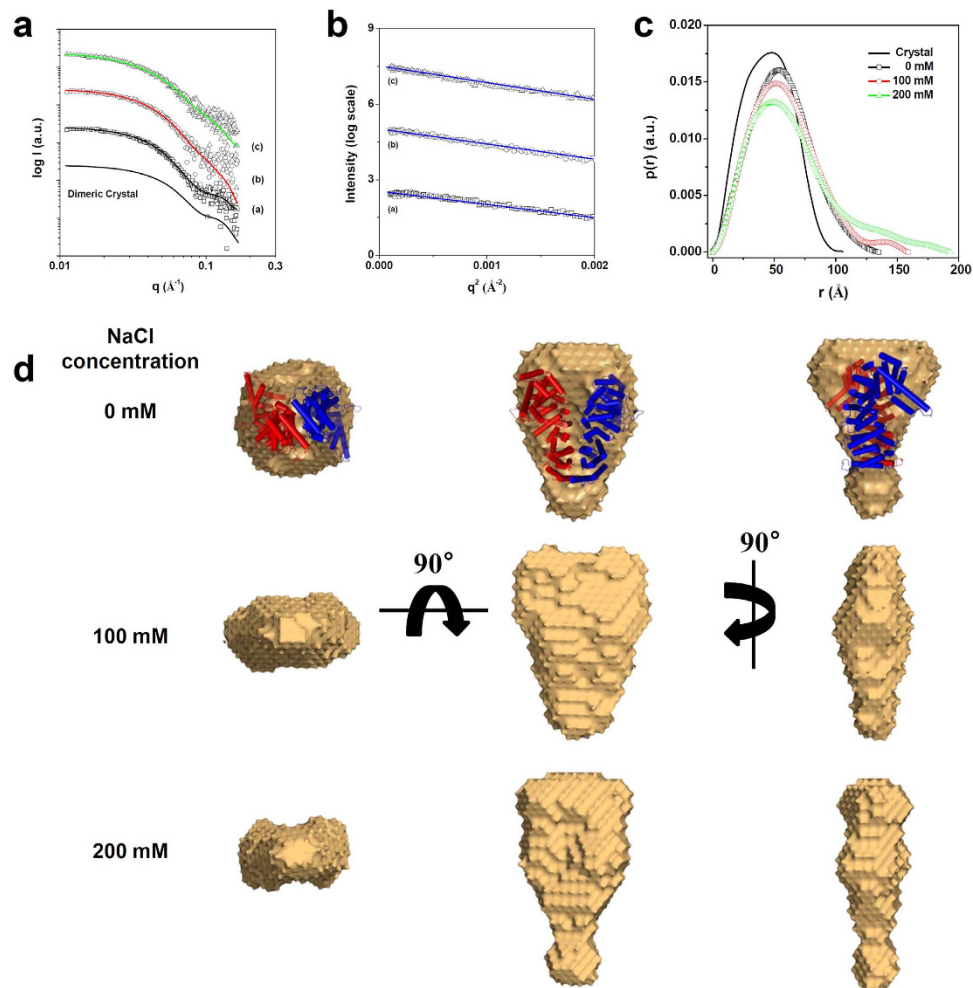 a
log I (a.u.)
Dimeric Crystal
(c)
(b)
(a)
0.01
0.1
0.3
q (Å⁻¹)
b
Intensity (log scale)
9
6
3
0
(c)
(b)
(a)
0.000
0.001
0.002
q² (Å⁻²)
c
p(r) (a.u.)
0.020
0.015
0.010
0.005
0.000
Crystal
0 mM
100 mM
200 mM
0
50
100
150
200
r (Å)
d
NaCl
concentration
0 mM
100 mM
90°
90°
200 mM